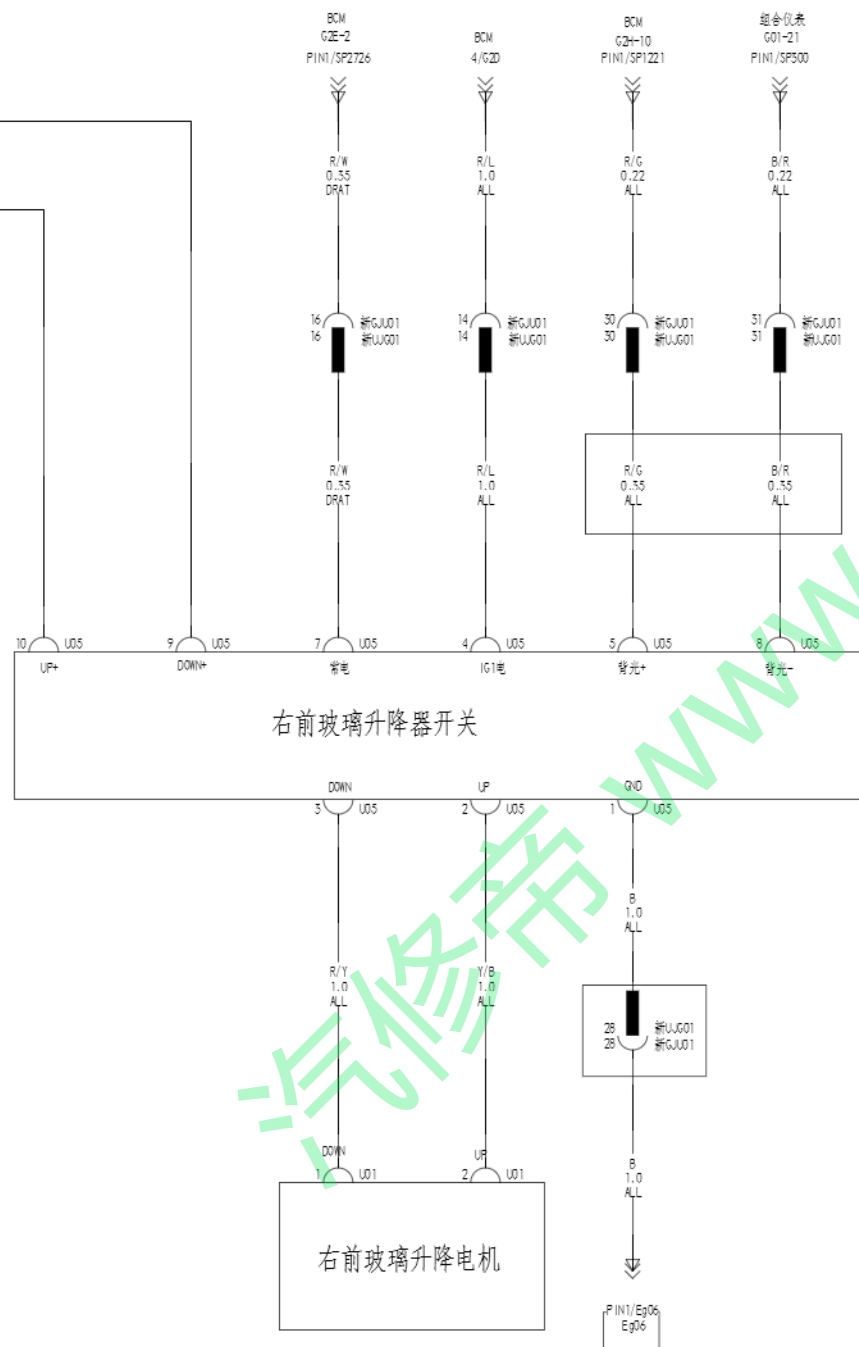 BCM
G2E-2
PIN1/SP2726
BCM
4/G2D
BCM
G2H-10
PIN1/SP1221
组合仪表
G01-21
PIN1/SP300
R/W
0.35
DRAT
R/L
1.0
ALL
R/G
0.22
ALL
B/R
0.22
ALL
16 新GJU01
16 新UJG01
14 新GJU01
14 新UJG01
30 新GJU01
30 新UJG01
31 新GJU01
31 新UJG01
R/W
0.35
DRAT
R/L
1.0
ALL
R/G
0.35
ALL
B/R
0.35
ALL
10 U05
UP+
9 U05
DOWN+
7 U05
常电
4 U05
IG1电
5 U05
背光+
8 U05
背光-
右前玻璃升降器开关
DOWN
3 U05
UP
2 U05
GND
1 U05
B
1.0
ALL
R/Y
1.0
ALL
Y/B
1.0
ALL
28 新UJG01
28 新GJU01
DOWN
1 U01
UP
2 U01
B
1.0
ALL
右前玻璃升降电机
PIN1/Eg06
Eg06
汽修帝 www